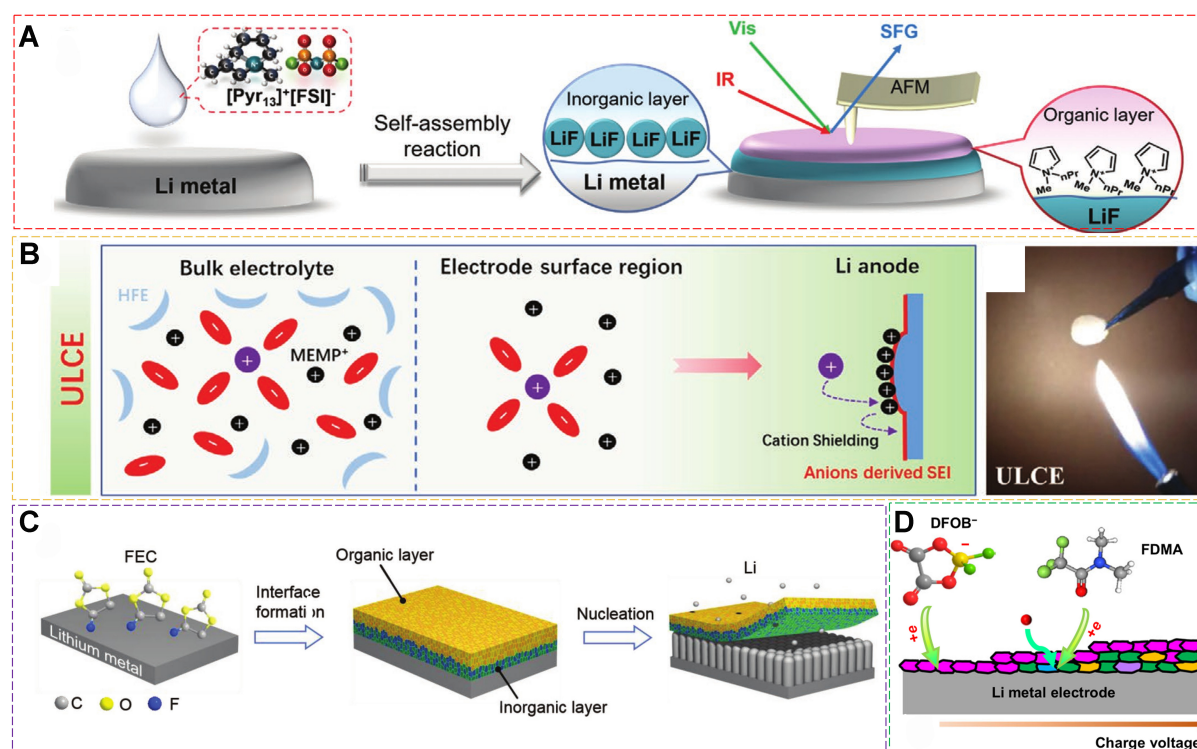 A
[Pyr₁₃]⁺[FSI]⁻
Li metal
Self-assembly
reaction
Inorganic layer
LiF LiF LiF LiF
Li metal
Vis
SFG
IR
AFM
Organic layer
N⁺ nPr
Me
N⁺ nPr
Me
N⁺ nPr
Me
LiF
B
ULCE
Bulk electrolyte
HFE
MEMP⁺
Electrode surface region
Li anode
Cation Shielding
Anions derived SEI
ULCE
C
FEC
Lithium metal
C O F
Interface
formation
Organic layer
Inorganic layer
Nucleation
Li
D
DFOB⁻
FDMA
+e
+e
Li metal electrode
Charge voltage